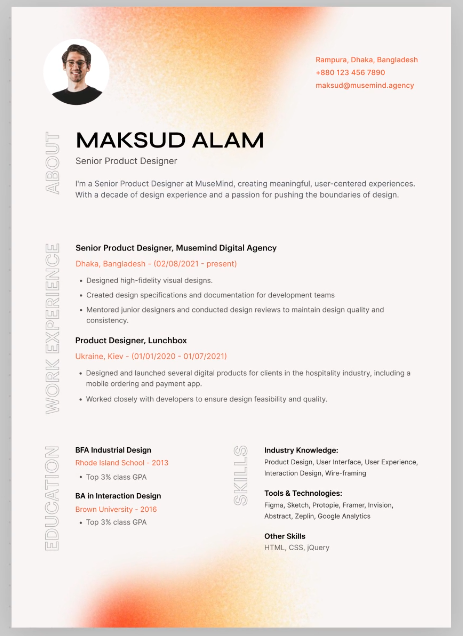 Rampura, Dhaka, Bangladesh
+880 123 456 7890
maksud@musemind.agency
ABOUT
MAKSUD ALAM
Senior Product Designer
I'm a Senior Product Designer at MuseMind, creating meaningful, user-centered experiences.
With a decade of design experience and a passion for pushing the boundaries of design.
WORK EXPERIENCE
Senior Product Designer, Musemind Digital Agency
Dhaka, Bangladesh - (02/08/2021 - present)
• Designed high-fidelity visual designs.
• Created design specifications and documentation for development teams
• Mentored junior designers and conducted design reviews to maintain design quality and
consistency.
Product Designer, Lunchbox
Ukraine, Kiev - (01/01/2020 - 01/07/2021)
• Designed and launched several digital products for clients in the hospitality industry, including a
mobile ordering and payment app.
• Worked closely with developers to ensure design feasibility and quality.
EDUCATION
BFA Industrial Design
Rhode Island School - 2013
• Top 3% class GPA
BA in Interaction Design
Brown University - 2016
• Top 3% class GPA
SKILLS
Industry Knowledge:
Product Design, User Interface, User Experience,
Interaction Design, Wire-framing
Tools & Technologies:
Figma, Sketch, Protopie, Framer, Invision,
Abstract, Zeplin, Google Analytics
Other Skills
HTML, CSS, jQuery